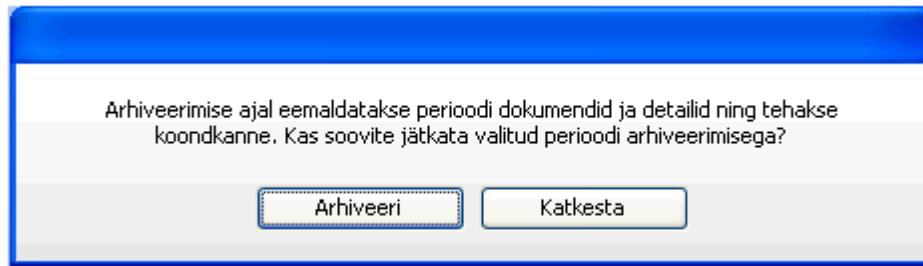 Arhiveerimise ajal eemaldatakse perioodi dokumendid ja detailid ning tehakse
koondkanne. Kas soovite jätkata valitud perioodi arhiveerimisega?
Arhiveeri
Katkesta